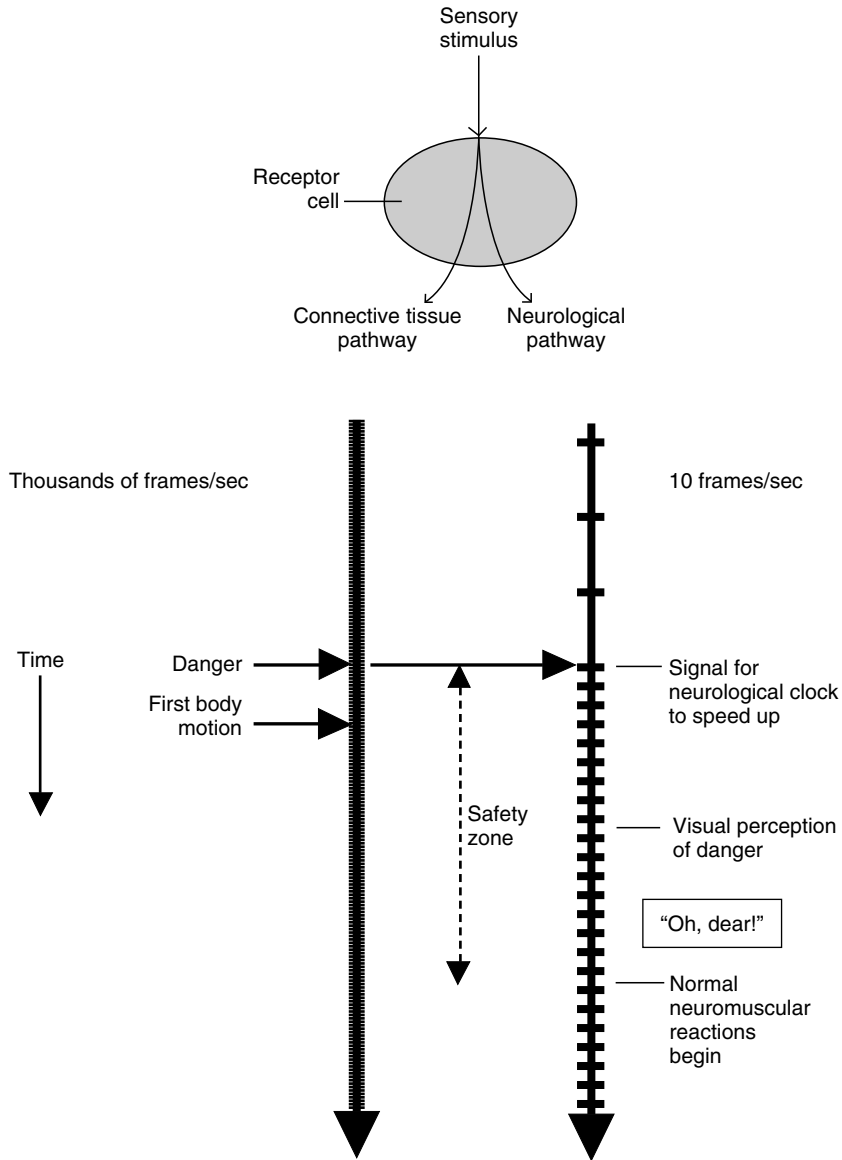 Sensory
stimulus
Receptor
cell
Connective tissue
pathway
Neurological
pathway
Thousands of frames/sec
10 frames/sec
Time
Danger
First body
motion
Signal for
neurological clock
to speed up
Safety
zone
Visual perception
of danger
“Oh, dear!”
Normal
neuromuscular
reactions
begin